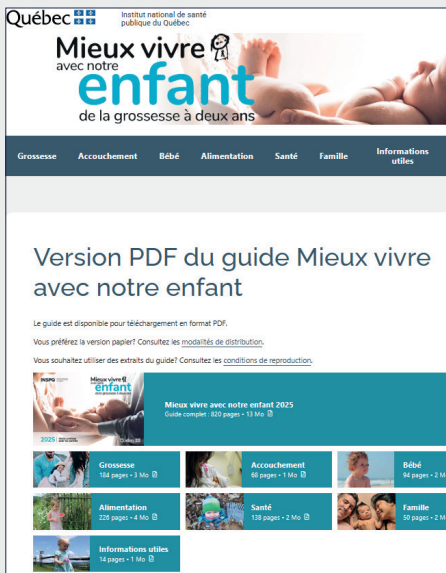 Québec
Institut national de santé
publique du Québec
Mieux vivre
avec notre
enfant
de la grossesse à deux ans
Grossesse Accouchement Bébé Alimentation Santé Famille Informations
utiles
Version PDF du guide Mieux vivre
avec notre enfant
Le guide est disponible pour téléchargement en format PDF.
Vous préférez la version papier? Consultez les modalités de distribution.
Vous souhaitez utiliser des extraits du guide? Consultez les conditions de reproduction.
INSPQ
Mieux vivre
avec notre
enfant
2025
Québec
Mieux vivre avec notre enfant 2025
Guide complet : 820 pages • 13 Mo
Grossesse
184 pages • 3 Mo
Accouchement
68 pages • 1 Mo
Bébé
94 pages • 2 M
Alimentation
226 pages • 4 Mo
Santé
138 pages • 2 Mo
Famille
50 pages • 2 M
Informations utiles
14 pages • 1 Mo